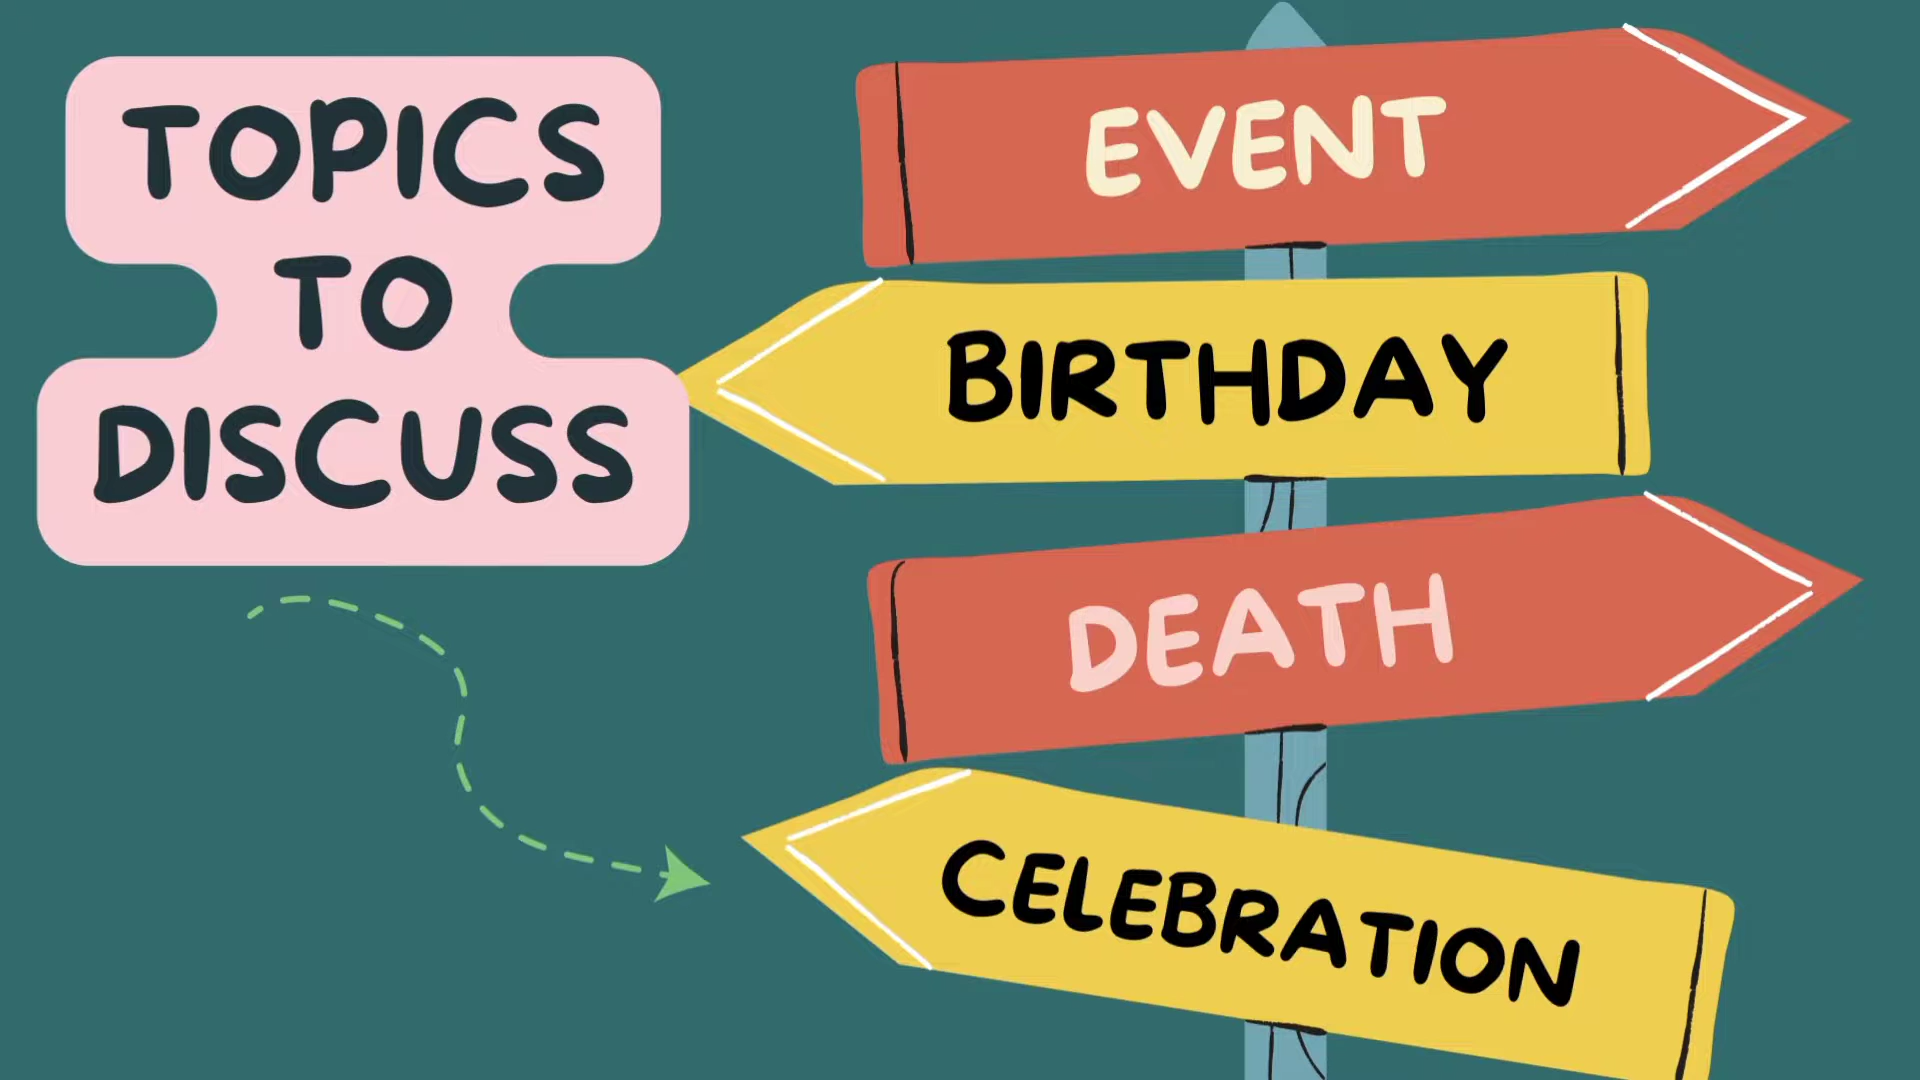 TOPICS
TO
DISCUSS
EVENT
BIRTHDAY
DEATH
CELEBRATION